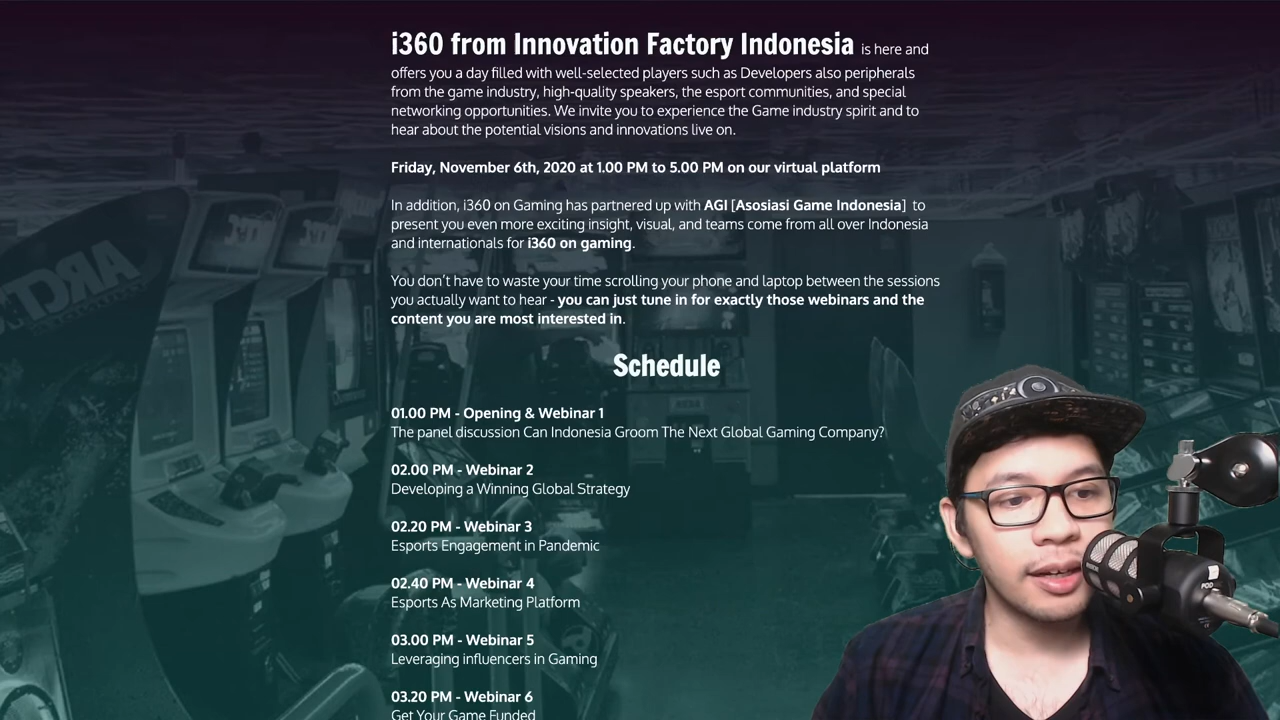 i360 from Innovation Factory Indonesia is here and
offers you a day filled with well-selected players such as Developers also peripherals
from the game industry, high-quality speakers, the esport communities, and special
networking opportunities. We invite you to experience the Game industry spirit and to
hear about the potential visions and innovations live on.
Friday, November 6th, 2020 at 1.00 PM to 5.00 PM on our virtual platform
In addition, i360 on Gaming has partnered up with AGI [Asosiasi Game Indonesia] to
present you even more exciting insight, visual, and teams come from all over Indonesia
and internationals for i360 on gaming.
You don't have to waste your time scrolling your phone and laptop between the sessions
you actually want to hear - you can just tune in for exactly those webinars and the
content you are most interested in.
Schedule
01.00 PM - Opening & Webinar 1
The panel discussion Can Indonesia Groom The Next Global Gaming Company?
02.00 PM - Webinar 2
Developing a Winning Global Strategy
02.20 PM - Webinar 3
Esports Engagement in Pandemic
02.40 PM - Webinar 4
Esports As Marketing Platform
03.00 PM - Webinar 5
Leveraging influencers in Gaming
03.20 PM - Webinar 6
Get Your Game Funded